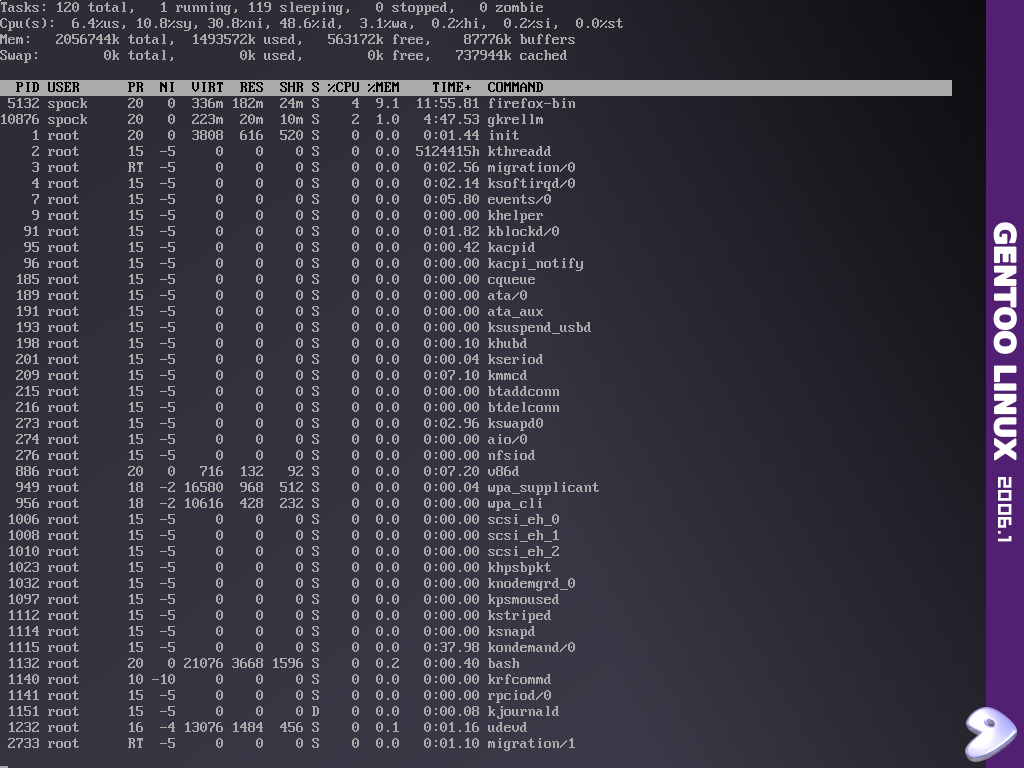 Tasks: 120 total,   1 running, 119 sleeping,   0 stopped,   0 zombie
Cpu(s):  6.4%us, 10.8%sy, 30.8%ni, 48.6%id,  3.1%wa,  0.2%hi,  0.2%si,  0.0%st
Mem:   2056744k total,  1493572k used,   563172k free,    87776k buffers
Swap:        0k total,        0k used,        0k free,   737944k cached
  PID USER      PR  NI  VIRT  RES  SHR S %CPU %MEM    TIME+  COMMAND
 5132 spock     20   0  336m 182m  24m S    4  9.1  11:55.81 firefox-bin
10876 spock     20   0  223m  20m  10m S    2  1.0   4:47.53 gkrellm
    1 root      20   0  3808  616  520 S    0  0.0   0:01.44 init
    2 root      15  -5     0    0    0 S    0  0.0  5124415h kthreadd
    3 root      RT  -5     0    0    0 S    0  0.0   0:02.56 migration/0
    4 root      15  -5     0    0    0 S    0  0.0   0:02.14 ksoftirqd/0
    7 root      15  -5     0    0    0 S    0  0.0   0:05.80 events/0
    9 root      15  -5     0    0    0 S    0  0.0   0:00.00 khelper
   91 root      15  -5     0    0    0 S    0  0.0   0:01.82 kblockd/0
   95 root      15  -5     0    0    0 S    0  0.0   0:00.42 kacpid
   96 root      15  -5     0    0    0 S    0  0.0   0:00.00 kacpi_notify
  185 root      15  -5     0    0    0 S    0  0.0   0:00.00 cqueue
  189 root      15  -5     0    0    0 S    0  0.0   0:00.00 ata/0
  191 root      15  -5     0    0    0 S    0  0.0   0:00.00 ata_aux
  193 root      15  -5     0    0    0 S    0  0.0   0:00.00 ksuspend_usbd
  198 root      15  -5     0    0    0 S    0  0.0   0:00.10 khubd
  201 root      15  -5     0    0    0 S    0  0.0   0:00.04 kseriod
  209 root      15  -5     0    0    0 S    0  0.0   0:07.10 kmmcd
  215 root      15  -5     0    0    0 S    0  0.0   0:00.00 btaddconn
  216 root      15  -5     0    0    0 S    0  0.0   0:00.00 btdelconn
  273 root      15  -5     0    0    0 S    0  0.0   0:02.96 kswapd0
  274 root      15  -5     0    0    0 S    0  0.0   0:00.00 aio/0
  276 root      15  -5     0    0    0 S    0  0.0   0:00.00 nfsiod
  886 root      20   0   716  132   92 S    0  0.0   0:07.20 v86d
  949 root      18  -2 16580  968  512 S    0  0.0   0:00.04 wpa_supplicant
  956 root      18  -2 10616  428  232 S    0  0.0   0:00.00 wpa_cli
 1006 root      15  -5     0    0    0 S    0  0.0   0:00.00 scsi_eh_0
 1008 root      15  -5     0    0    0 S    0  0.0   0:00.00 scsi_eh_1
 1010 root      15  -5     0    0    0 S    0  0.0   0:00.00 scsi_eh_2
 1023 root      15  -5     0    0    0 S    0  0.0   0:00.00 khpsbpkt
 1032 root      15  -5     0    0    0 S    0  0.0   0:00.00 knodemgrd_0
 1097 root      15  -5     0    0    0 S    0  0.0   0:00.00 kpsmoused
 1112 root      15  -5     0    0    0 S    0  0.0   0:00.00 kstriped
 1114 root      15  -5     0    0    0 S    0  0.0   0:00.00 ksnapd
 1115 root      15  -5     0    0    0 S    0  0.0   0:37.98 kondemand/0
 1132 root      20   0 21076 3668 1596 S    0  0.2   0:00.40 bash
 1140 root      10 -10     0    0    0 S    0  0.0   0:00.00 krfcommd
 1141 root      15  -5     0    0    0 S    0  0.0   0:00.00 rpciod/0
 1151 root      15  -5     0    0    0 D    0  0.0   0:00.08 kjournald
 1232 root      16  -4 13076 1484  456 S    0  0.1   0:01.16 udevd
 2733 root      RT  -5     0    0    0 S    0  0.0   0:01.10 migration/1
GENTOO LINUX 2006.1